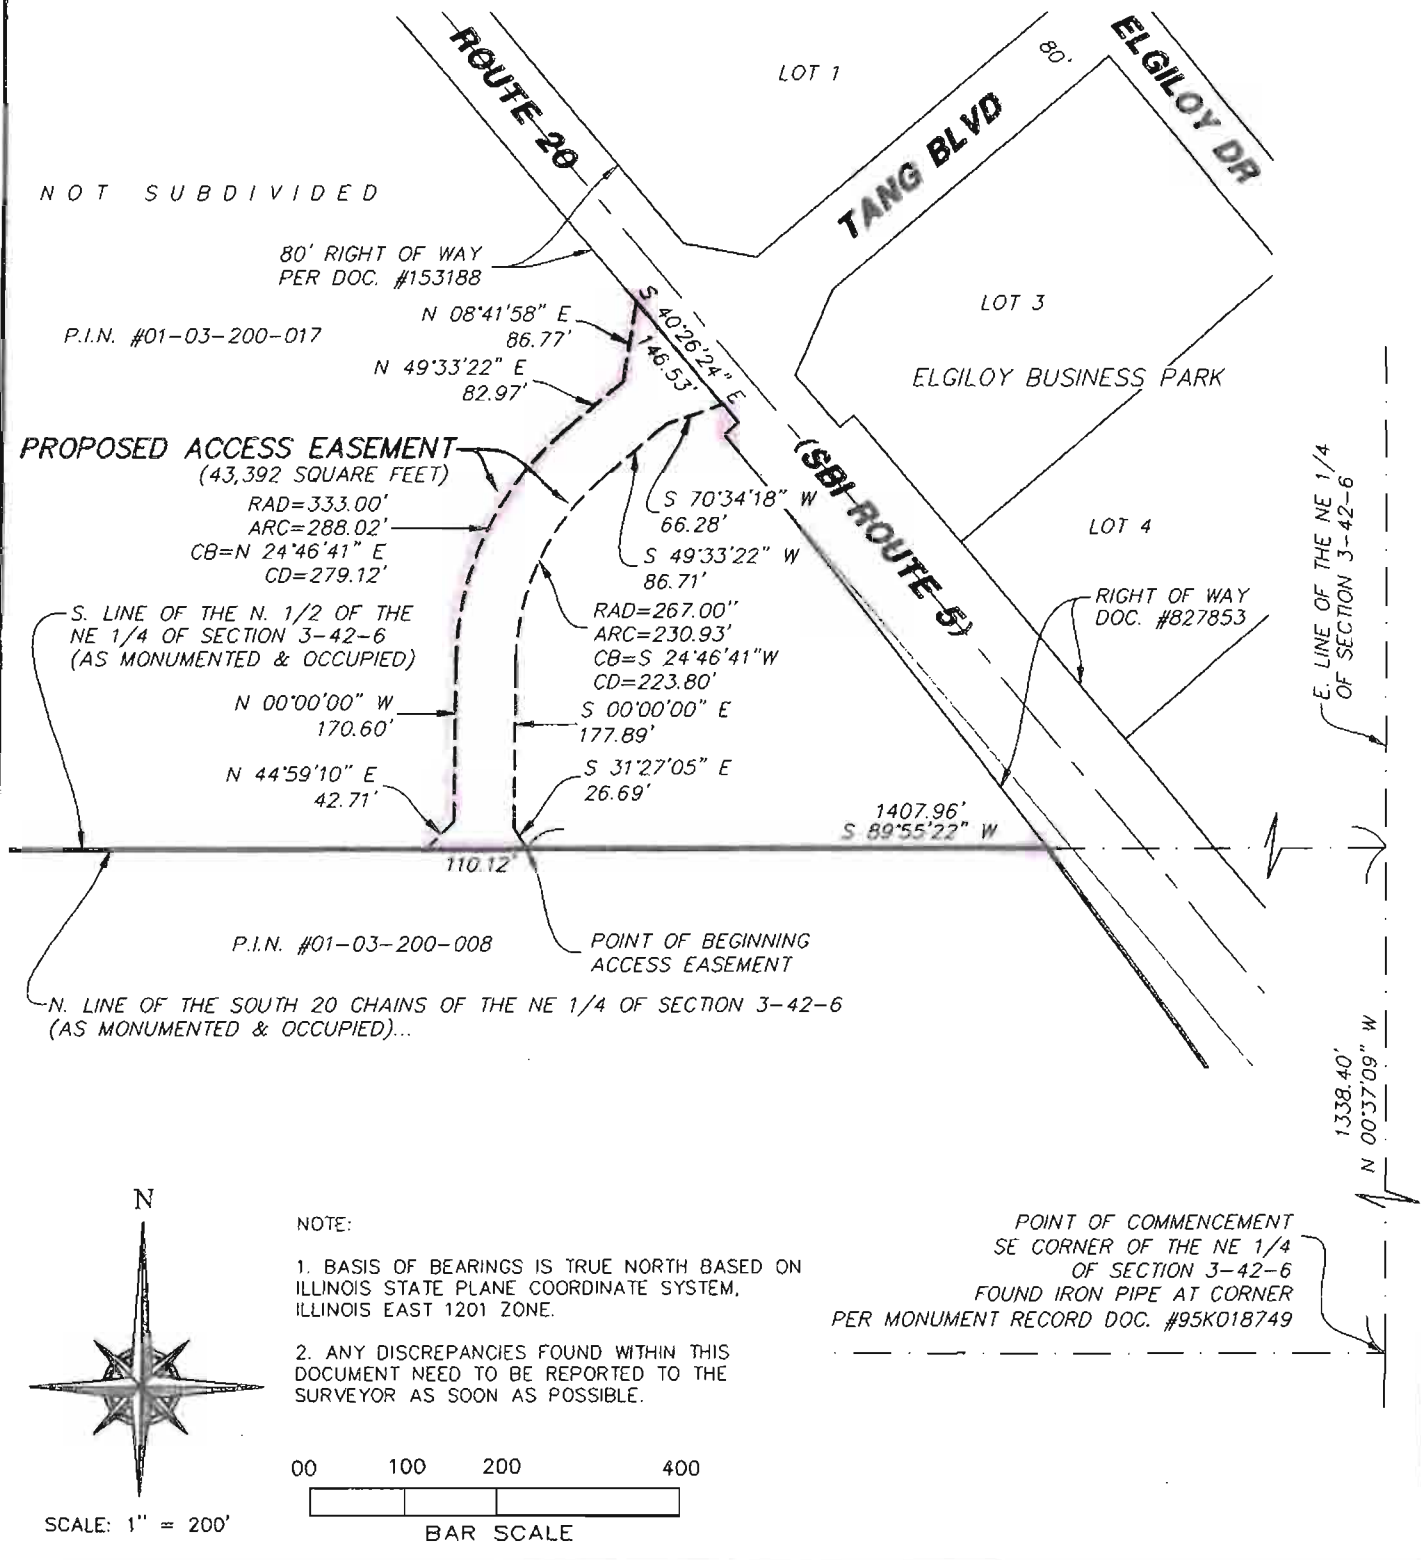 ROUTE 20
LOT 1
80'
ELGILOY DR
TANG BLVD
NOT SUBDIVIDED
80' RIGHT OF WAY
PER DOC. #153188
LOT 3
P.I.N. #01-03-200-017
N 08°41'58" E
86.77'
S 40°26'24" E
146.53'
N 49°33'22" E
82.97'
ELGILOY BUSINESS PARK
PROPOSED ACCESS EASEMENT
(43,392 SQUARE FEET)
RAD=333.00'
ARC=288.02'
CB=N 24°46'41" E
CD=279.12'
(SBI ROUTE 5)
S 70°34'18" W
66.28'
S 49°33'22" W
86.71'
LOT 4
E. LINE OF THE NE 1/4
OF SECTION 3-42-6
RIGHT OF WAY
DOC. #827853
S. LINE OF THE N. 1/2 OF THE
NE 1/4 OF SECTION 3-42-6
(AS MONUMENTED & OCCUPIED)
RAD=267.00"
ARC=230.93'
CB=S 24°46'41"W
CD=223.80'
N 00°00'00" W
170.60'
S 00°00'00" E
177.89'
N 44°59'10" E
42.71'
S 31°27'05" E
26.69'
1407.96'
S 89°55'22" W
110.12'
P.I.N. #01-03-200-008
POINT OF BEGINNING
ACCESS EASEMENT
N. LINE OF THE SOUTH 20 CHAINS OF THE NE 1/4 OF SECTION 3-42-6
(AS MONUMENTED & OCCUPIED)...
1338.40'
N 00°37'09" W
N
NOTE:
1. BASIS OF BEARINGS IS TRUE NORTH BASED ON
ILLINOIS STATE PLANE COORDINATE SYSTEM,
ILLINOIS EAST 1201 ZONE.
2. ANY DISCREPANCIES FOUND WITHIN THIS
DOCUMENT NEED TO BE REPORTED TO THE
SURVEYOR AS SOON AS POSSIBLE.
POINT OF COMMENCEMENT
SE CORNER OF THE NE 1/4
OF SECTION 3-42-6
FOUND IRON PIPE AT CORNER
PER MONUMENT RECORD DOC. #95K018749
00 100 200 400
BAR SCALE
SCALE: 1" = 200'